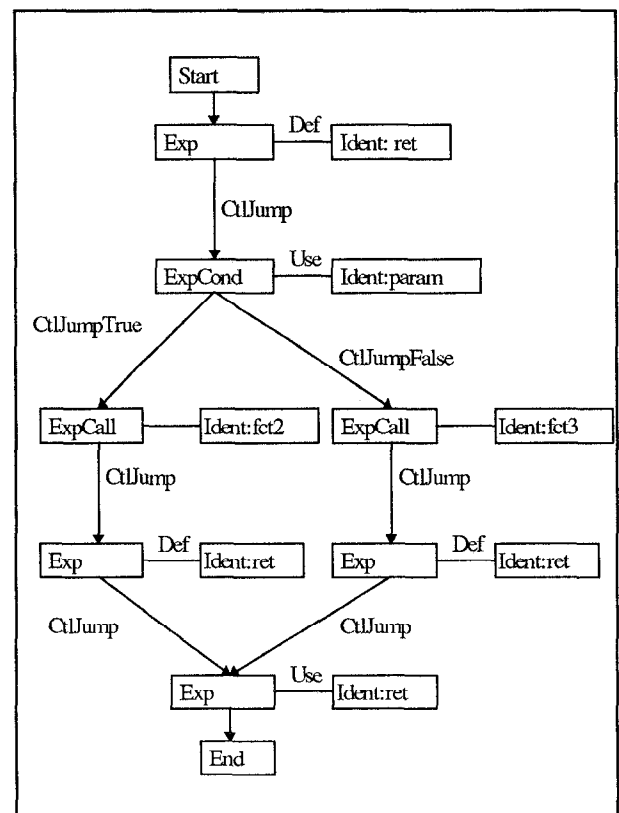 Start
Def
Exp
Ident: ret
CtlJump
Use
ExpCond
Ident:param
CtlJumpTrue
CtlJumpFalse
ExpCall
Ident:fct2
ExpCall
Ident:fct3
CtlJump
CtlJump
Def
Def
Exp
Ident:ret
Exp
Ident:ret
CtlJump
CtlJump
Use
Exp
Ident:ret
End